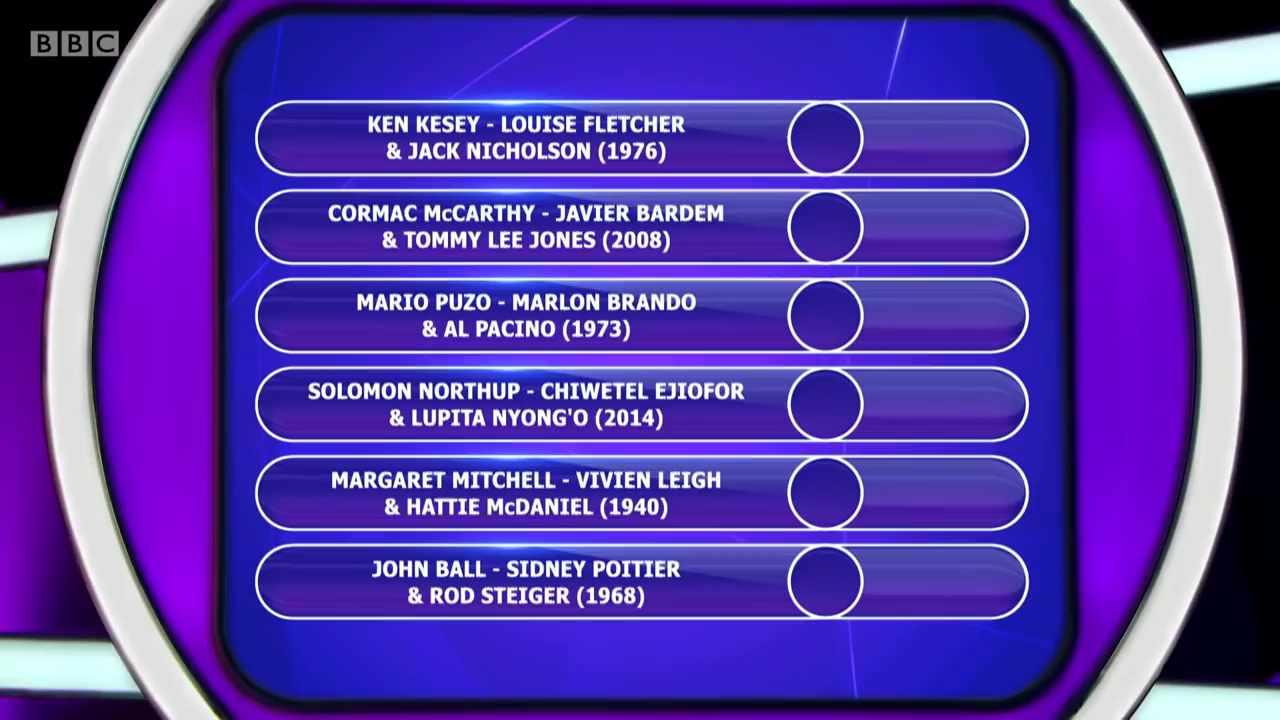 BBC
KEN KESEY - LOUISE FLETCHER
& JACK NICHOLSON (1976)
CORMAC McCARTHY - JAVIER BARDEM
& TOMMY LEE JONES (2008)
MARIO PUZO - MARLON BRANDO
& AL PACINO (1973)
SOLOMON NORTHUP - CHIWETEL EJIOFOR
& LUPITA NYONG'O (2014)
MARGARET MITCHELL - VIVIEN LEIGH
& HATTIE McDANIEL (1940)
JOHN BALL - SIDNEY POITIER
& ROD STEIGER (1968)